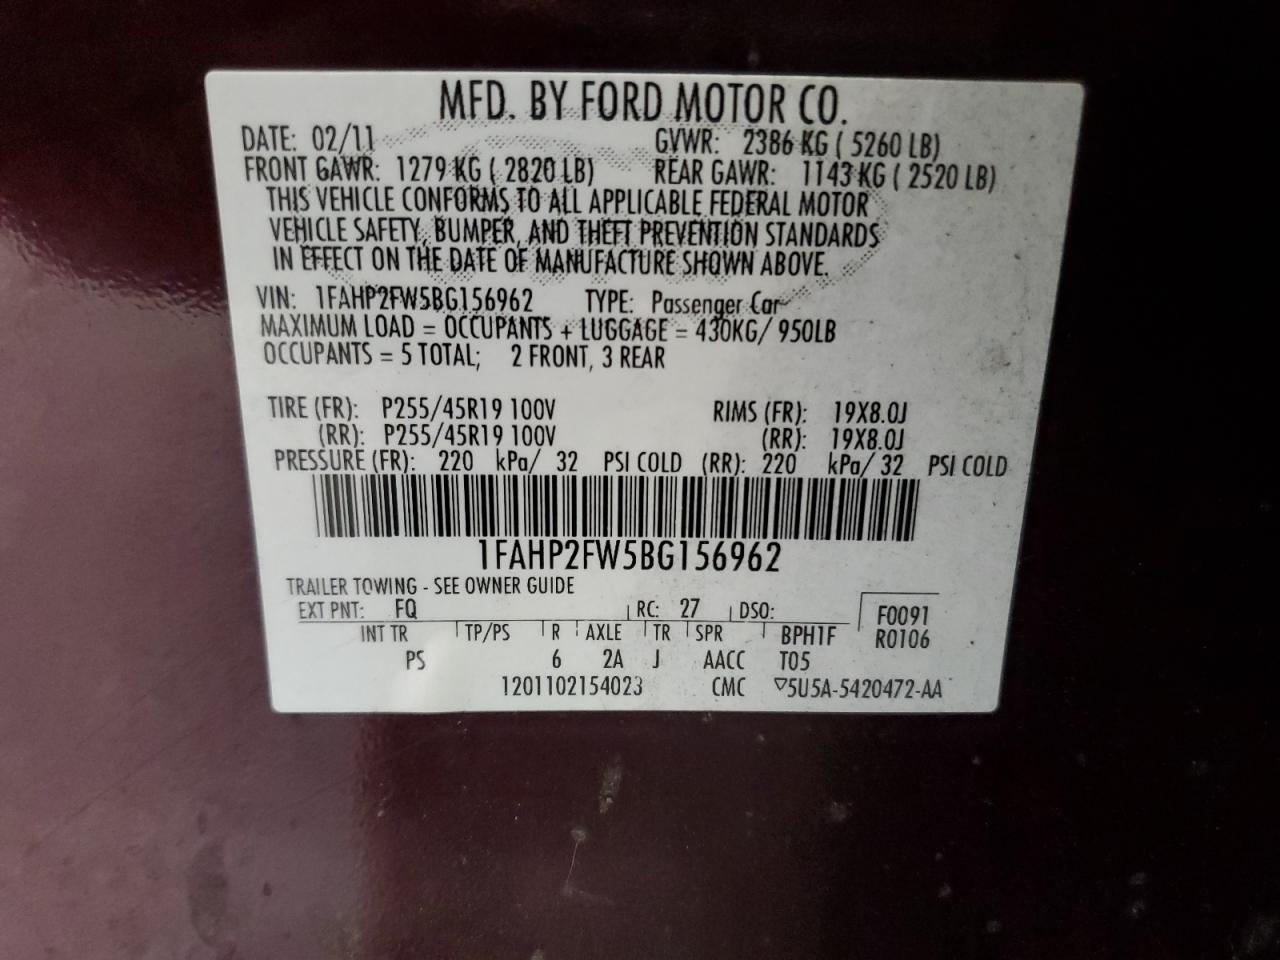 MFD. BY FORD MOTOR CO.
DATE: 02/11 GVWR: 2386 KG ( 5260 LB)
FRONT GAWR: 1279 KG ( 2820 LB) REAR GAWR: 1143 KG ( 2520 LB)
THIS VEHICLE CONFORMS TO ALL APPLICABLE FEDERAL MOTOR
VEHICLE SAFETY, BUMPER, AND THEFT PREVENTION STANDARDS
IN EFFECT ON THE DATE OF MANUFACTURE SHOWN ABOVE.
VIN: 1FAHP2FW5BG156962 TYPE: Passenger Car
MAXIMUM LOAD = OCCUPANTS + LUGGAGE = 430KG/ 950LB
OCCUPANTS = 5 TOTAL; 2 FRONT, 3 REAR
TIRE (FR): P255/45R19 100V RIMS (FR): 19X8.0J
(RR): P255/45R19 100V (RR): 19X8.0J
PRESSURE (FR): 220 kPa/ 32 PSI COLD (RR): 220 kPa/ 32 PSI COLD
1FAHP2FW5BG156962
TRAILER TOWING - SEE OWNER GUIDE
EXT PNT: FQ RC: 27 DSO: F0091
INT TR TP/PS R AXLE TR SPR BPH1F R0106
PS 6 2A J AACC T05
1201102154023 CMC ▽5U5A-5420472-AA